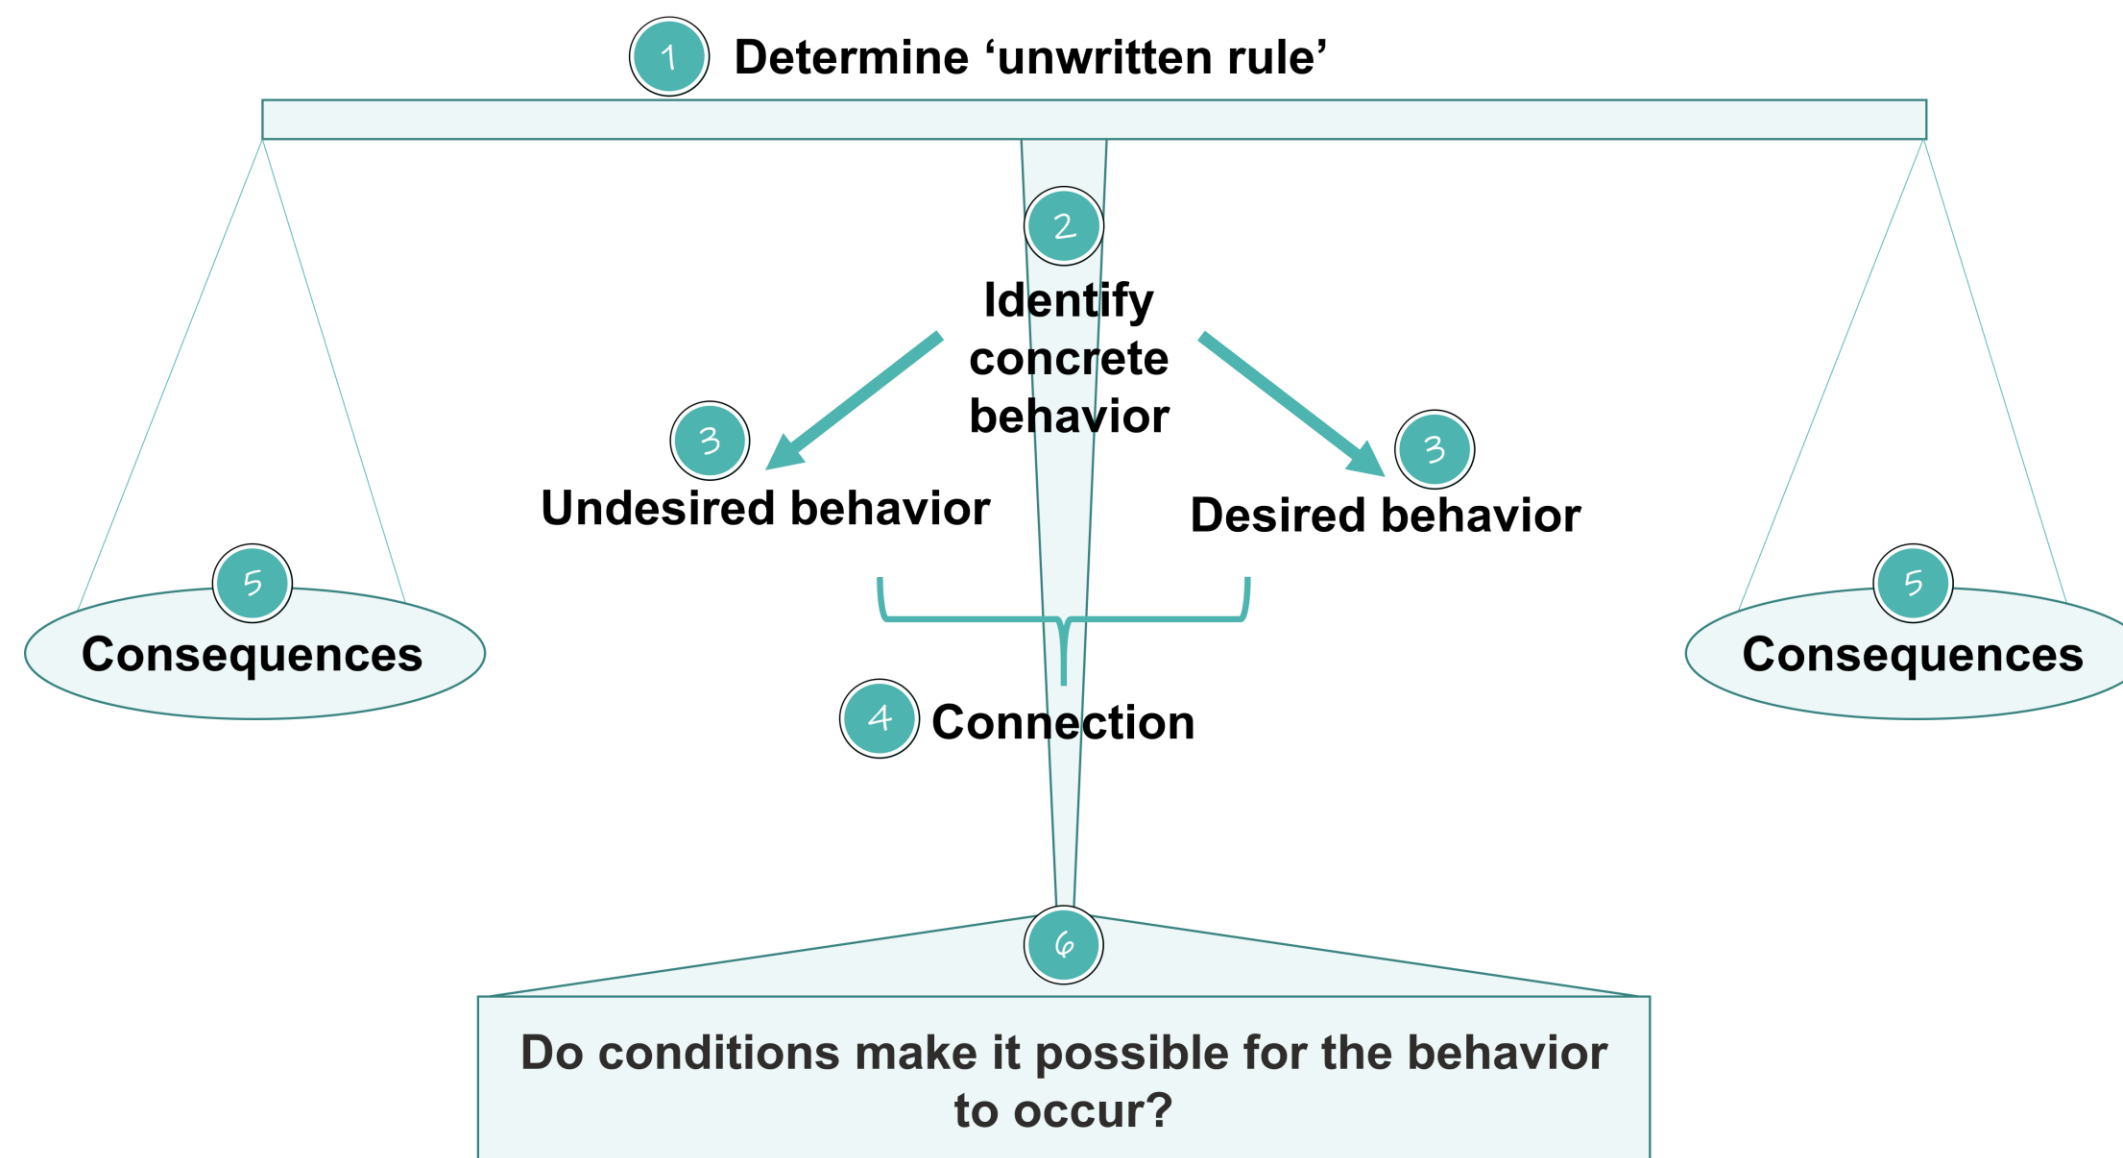 1 Determine ‘unwritten rule’
2
Identify
concrete
behavior
3
Undesired behavior
3
Desired behavior
5
Consequences
5
Consequences
4 Connection
6
Do conditions make it possible for the behavior
to occur?